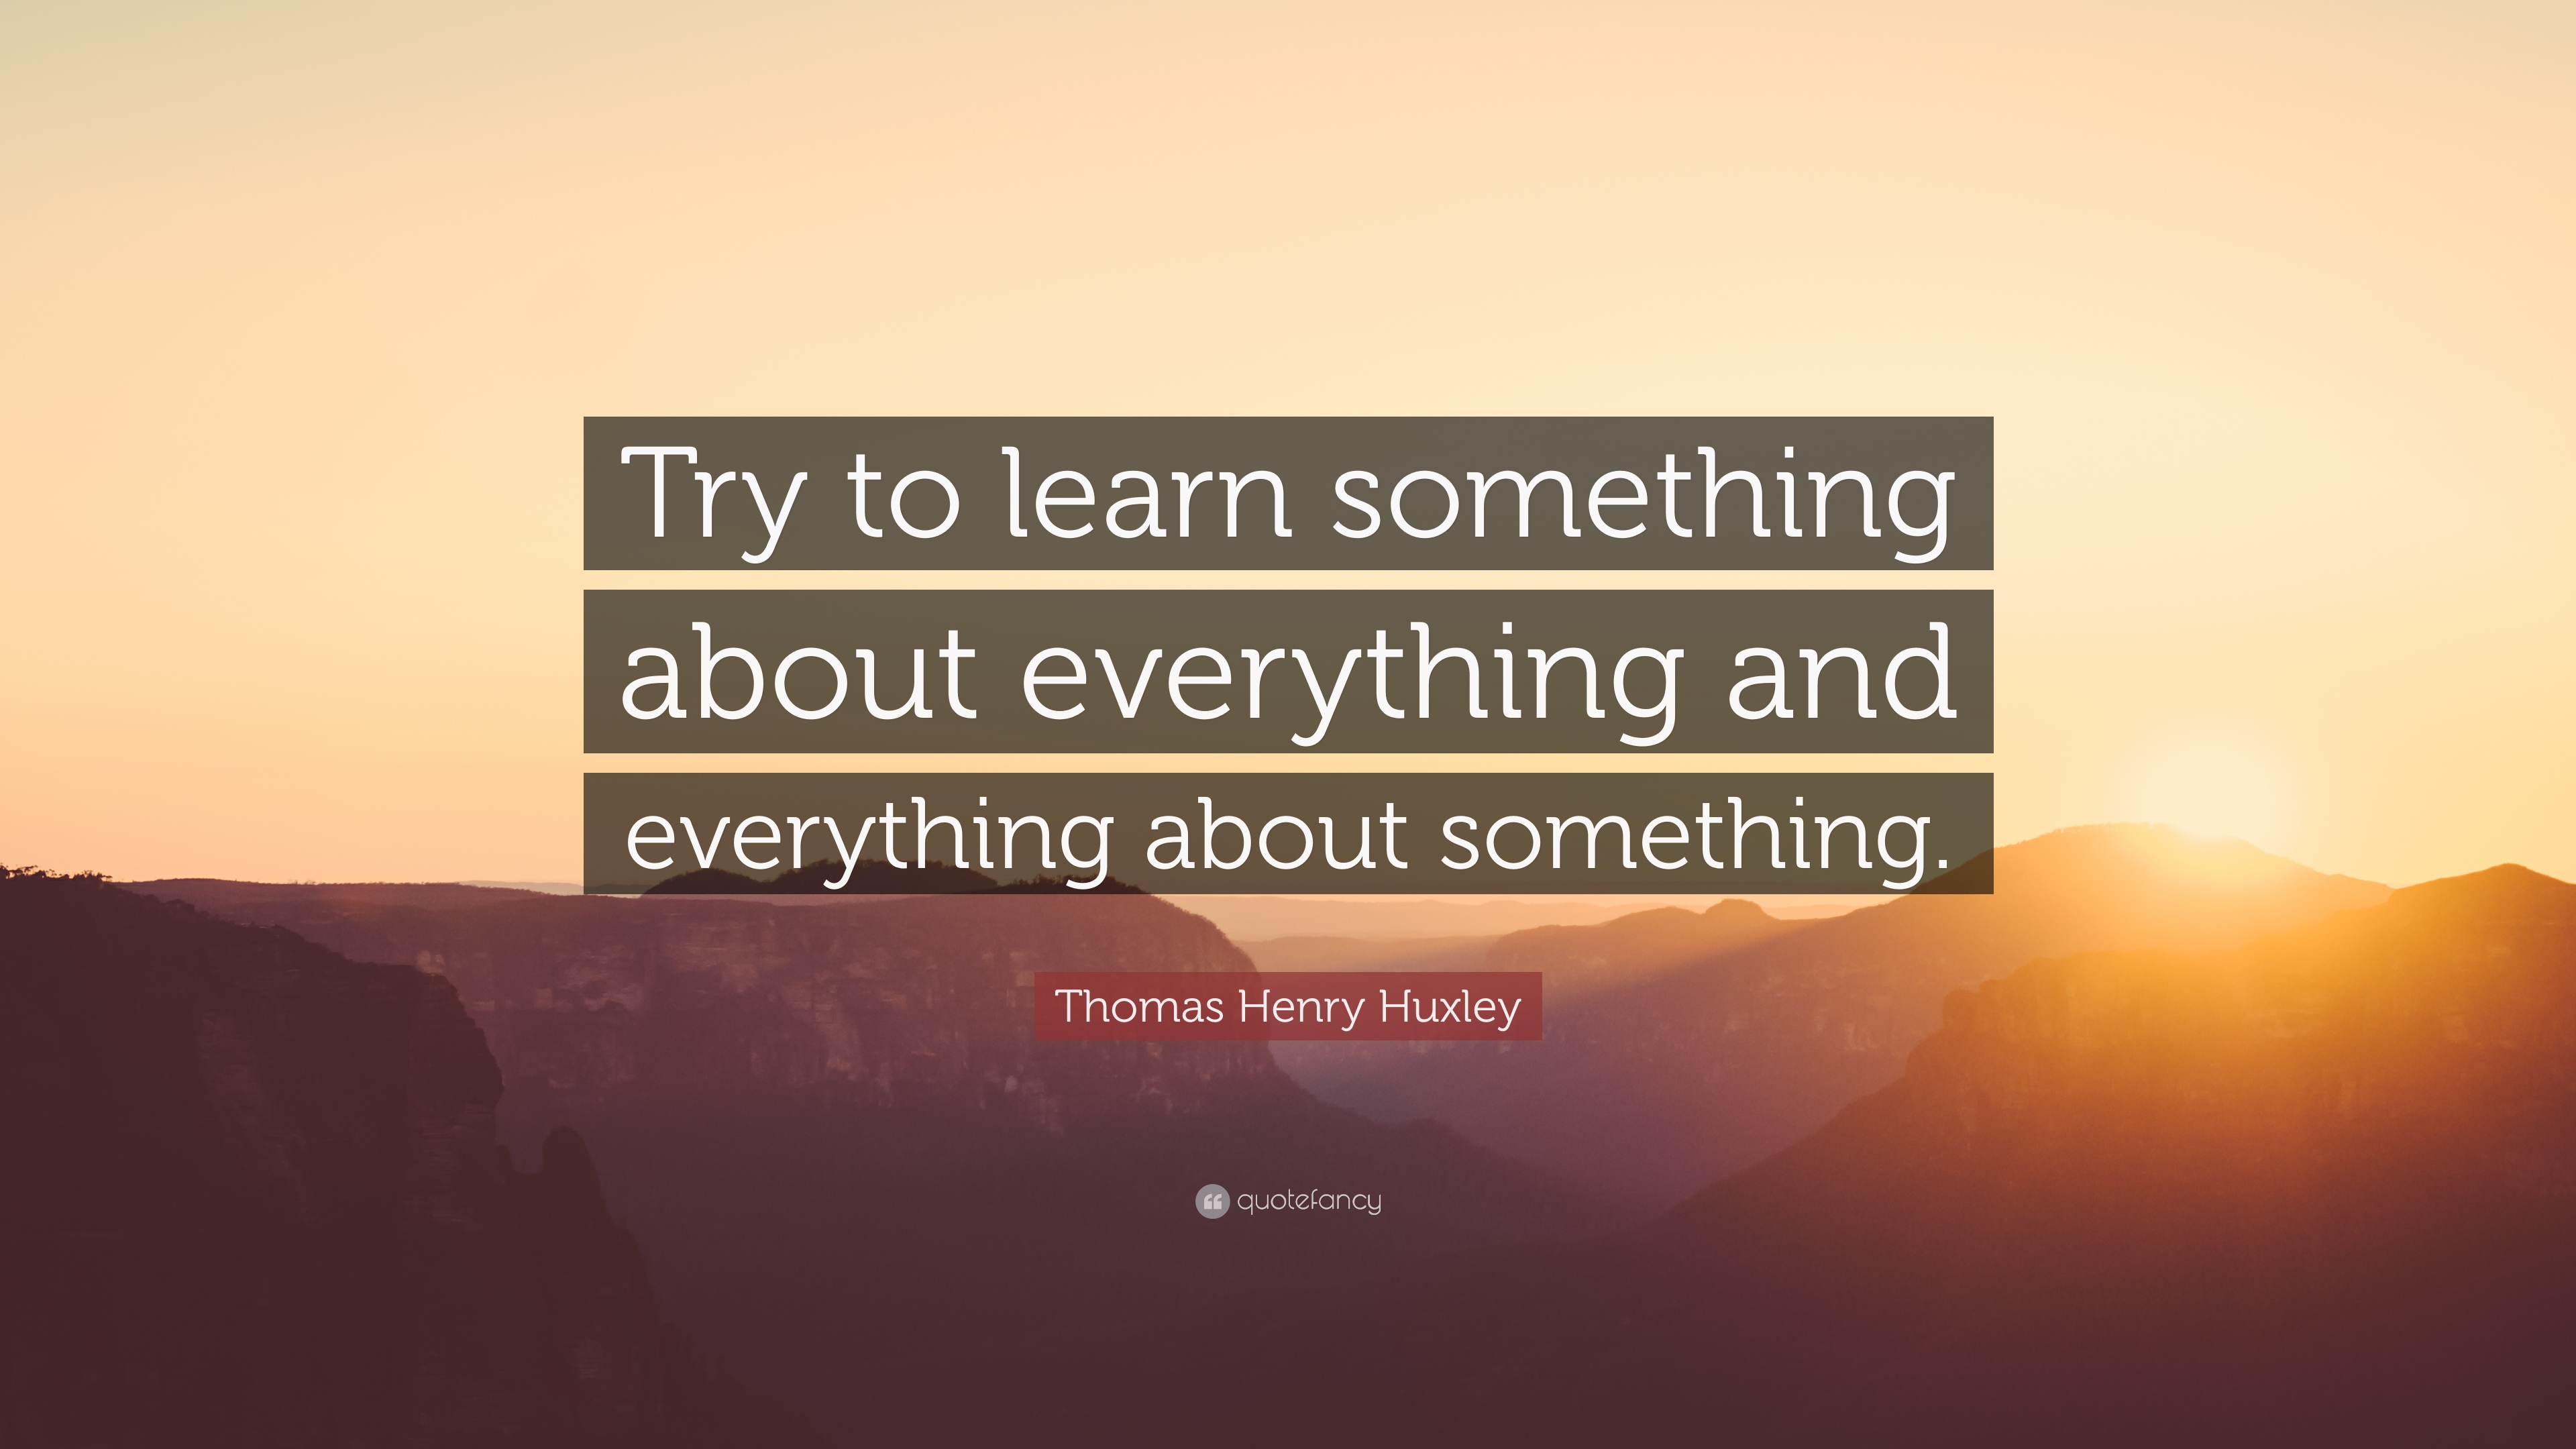 Try to learn something
about everything and
everything about something.
Thomas Henry Huxley
quotefancy